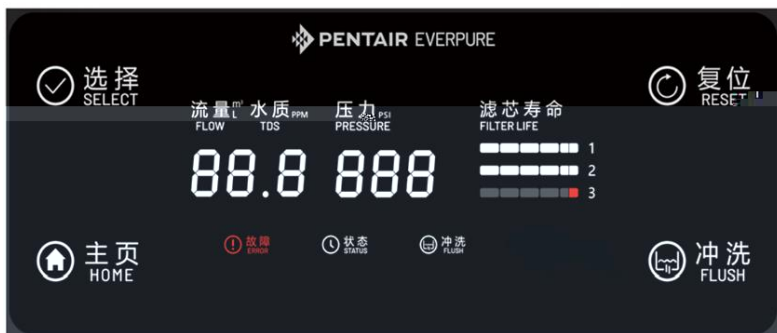 PENTAIR EVERPURE
选择
SELECT
复位
RESET
流量 m³ L 水质 PPM 压力 PSI 滤芯寿命
FLOW TDS PRESSURE FILTER LIFE
88.8 888
1
2
3
故障 状态 冲洗
ERROR STATUS FLUSH
主页
HOME
冲洗
FLUSH